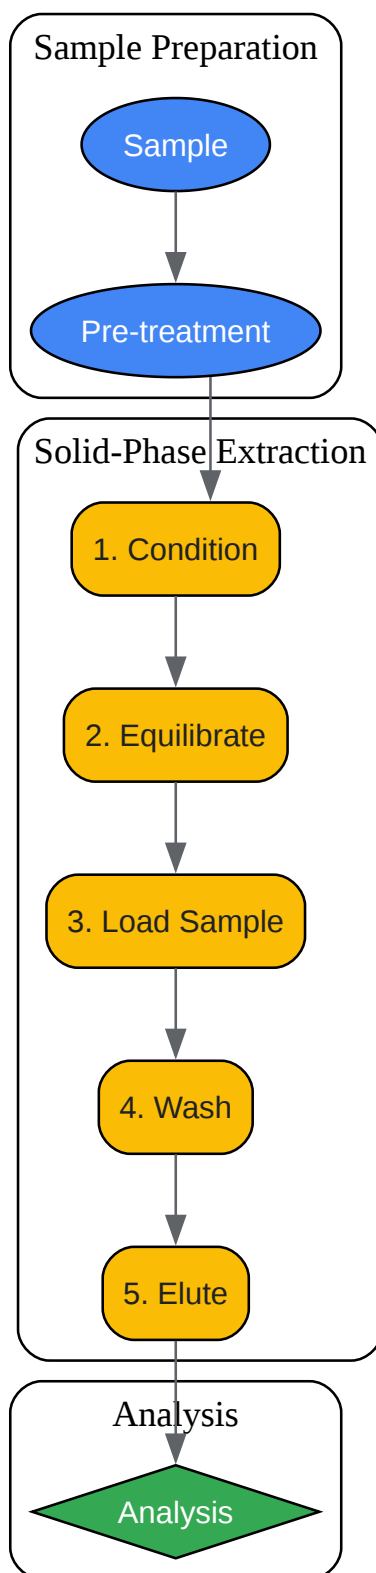 Sample Preparation
Sample
Pre-treatment
Solid-Phase Extraction
1. Condition
2. Equilibrate
3. Load Sample
4. Wash
5. Elute
Analysis
Analysis